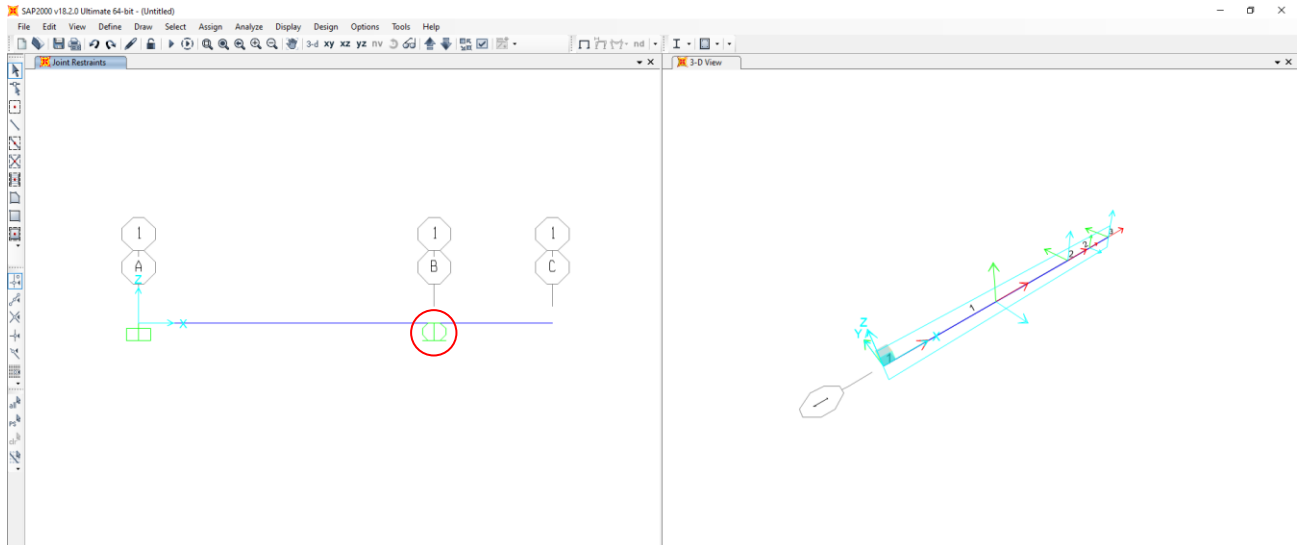 SAP2000 v18.2.0 Ultimate 64-bit - (Untitled)
File Edit View Define Draw Select Assign Analyze Display Design Options Tools Help
3-d xy xz yz nv
nd
Joint Restraints
3-D View
1 1 1
A B C
Z
X
Z
Y
X
1
2
2
3